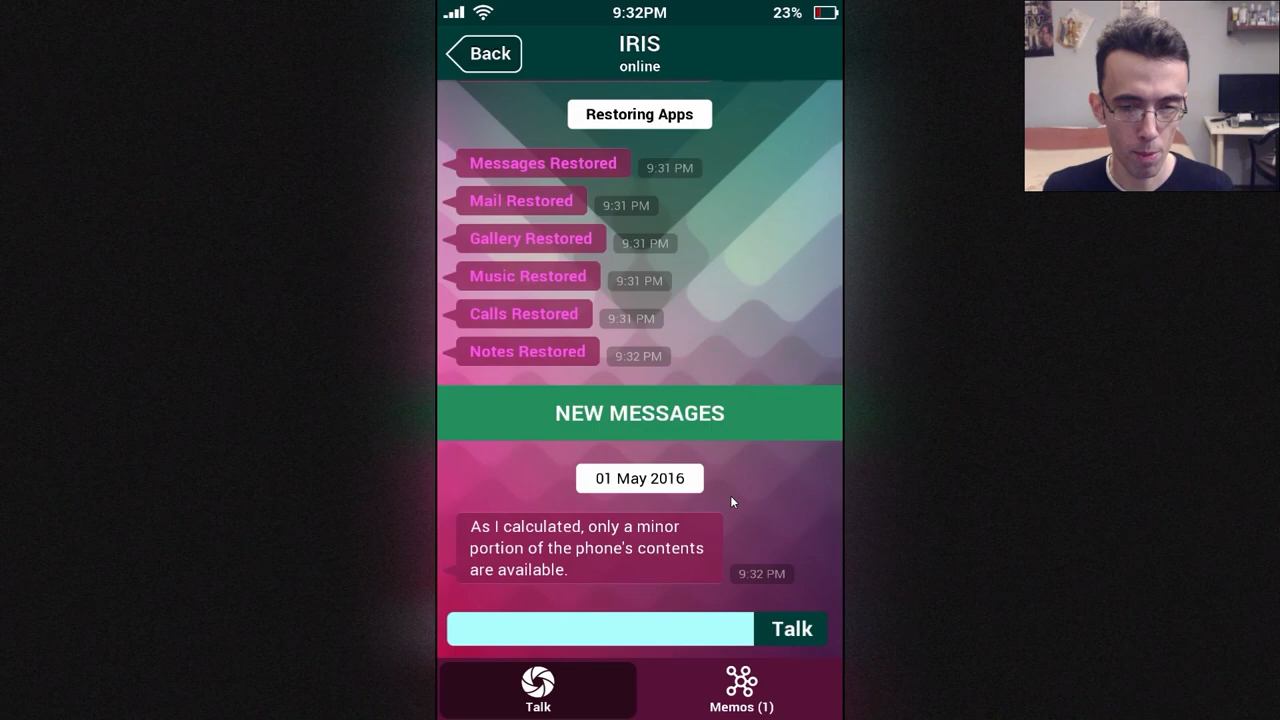 9:32PM
23%
Back
IRIS
online
Restoring Apps
Messages Restored
9:31 PM
Mail Restored
9:31 PM
Gallery Restored
9:31 PM
Music Restored
9:31 PM
Calls Restored
9:31 PM
Notes Restored
9:32 PM
NEW MESSAGES
01 May 2016
As I calculated, only a minor
portion of the phone's contents
are available.
9:32 PM
Talk
Talk
Memos (1)